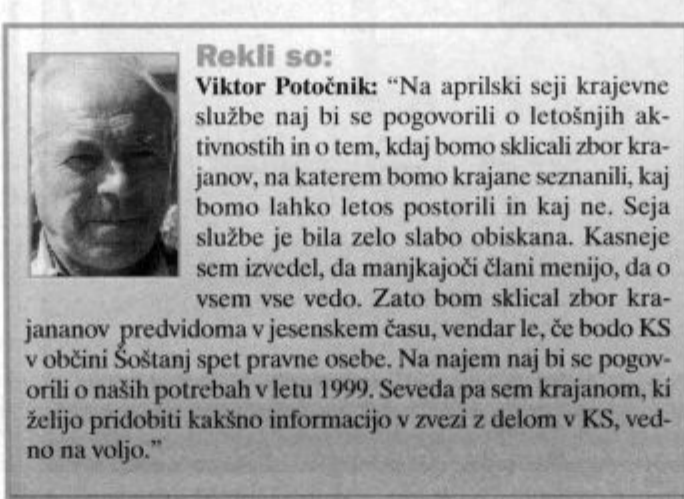 Rekli so:
Viktor Potočnik: “Na aprilski seji krajevne
službe naj bi se pogovorili o letošnjih ak-
tivnostih in o tem, kdaj bomo sklicali zbor kra-
janov, na katerem bomo krajane seznanili, kaj
bomo lahko letos postorili in kaj ne. Seja
službe je bila zelo slabo obiskana. Kasneje
sem izvedel, da manjkajoči člani menijo, da o
vsem vse vedo. Zato bom sklical zbor kra-
jananov predvidoma v jesenskem času, vendar le, če bodo KS
v občini Šoštanj spet pravne osebe. Na najem naj bi se pogov-
orili o naših potrebah v letu 1999. Seveda pa sem krajanom, ki
želijo pridobiti kakšno informacijo v zvezi z delom v KS, ved-
no na voljo.”